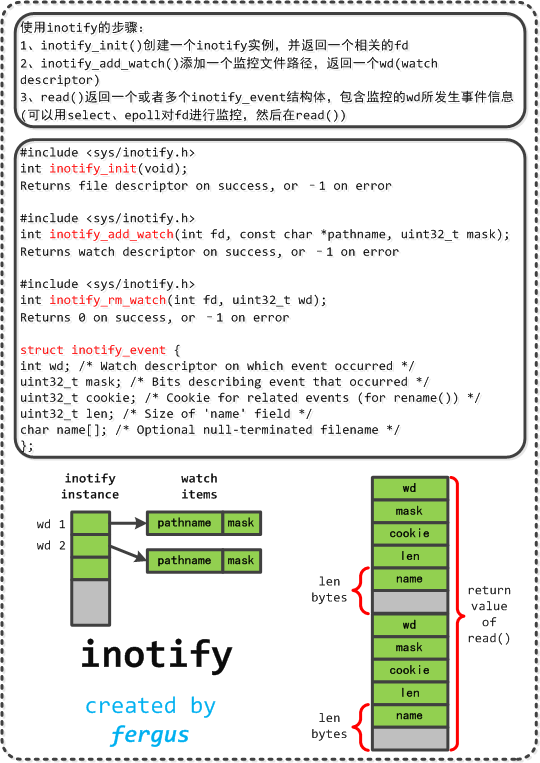 使用inotify的步骤:
1、inotify_init()创建一个inotify实例，并返回一个相关的fd
2、inotify_add_watch()添加一个监控文件路径，返回一个wd(watch
descriptor)
3、read()返回一个或者多个inotify_event结构体，包含监控的wd所发生事件信息
(可以用select、epoll对fd进行监控，然后在read())
#include <sys/inotify.h>
int inotify_init(void);
Returns file descriptor on success, or –1 on error
#include <sys/inotify.h>
int inotify_add_watch(int fd, const char *pathname, uint32_t mask);
Returns watch descriptor on success, or –1 on error
#include <sys/inotify.h>
int inotify_rm_watch(int fd, uint32_t wd);
Returns 0 on success, or –1 on error
struct inotify_event {
int wd; /* Watch descriptor on which event occurred */
uint32_t mask; /* Bits describing event that occurred */
uint32_t cookie; /* Cookie for related events (for rename()) */
uint32_t len; /* Size of 'name' field */
char name[]; /* Optional null-terminated filename */
};
inotify
instance
watch
items
wd 1
pathname mask
wd 2
pathname mask
inotify
created by
fergus
wd
mask
cookie
len
name
len
bytes
wd
mask
cookie
len
name
len
bytes
return
value
of
read()